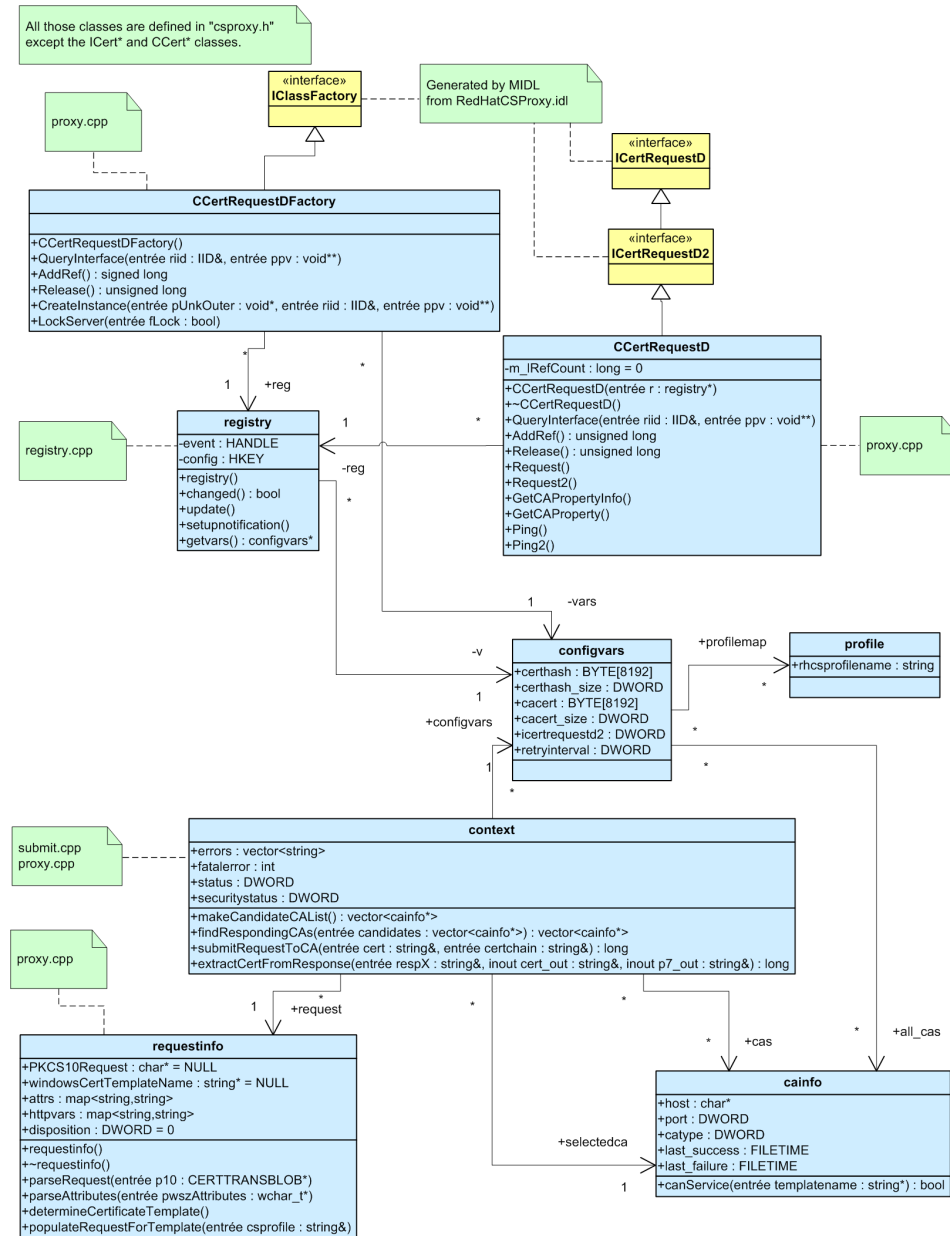 All those classes are defined in "csproxy.h"
except the ICert* and CCert* classes.
«interface»
IClassFactory
Generated by MIDL
from RedHatCSProxy.idl
proxy.cpp
«interface»
ICertRequestD
«interface»
ICertRequestD2
CCertRequestDFactory
+CCertRequestDFactory()
+QueryInterface(entrée riid : IID&, entrée ppv : void**)
+AddRef() : signed long
+Release() : unsigned long
+CreateInstance(entrée pUnkOuter : void*, entrée riid : IID&, entrée ppv : void**)
+LockServer(entrée fLock : bool)
*
*
1
+reg
CCertRequestD
-m_lRefCount : long = 0
+CCertRequestD(entrée r : registry*)
+~CCertRequestD()
+QueryInterface(entrée riid : IID&, entrée ppv : void**)
+AddRef() : unsigned long
+Release() : unsigned long
+Request()
+Request2()
+GetCAPropertyInfo()
+GetCAProperty()
+Ping()
+Ping2()
proxy.cpp
registry.cpp
registry
-event : HANDLE
-config : HKEY
+registry()
+changed() : bool
+update()
+setupnotification()
+getvars() : configvars*
1
*
-reg
*
1
-vars
-v
1
configvars
+certhash : BYTE[8192]
+certhash_size : DWORD
+cacert : BYTE[8192]
+cacert_size : DWORD
+icertrequestd2 : DWORD
+retryinterval : DWORD
+profilemap
*
*
*
profile
+rhcsprofilename : string
+configvars
1
*
submit.cpp
proxy.cpp
context
+errors : vector<string>
+fatalerror : int
+status : DWORD
+securitystatus : DWORD
+makeCandidateCAList() : vector<cainfo*>
+findRespondingCAs(entrée candidates : vector<cainfo*>) : vector<cainfo*>
+submitRequestToCA(entrée cert : string&, entrée certchain : string&) : long
+extractCertFromResponse(entrée respX : string&, inout cert_out : string&, inout p7_out : string&) : long
proxy.cpp
*
1
+request
*
*
*
+cas
*
+all_cas
requestinfo
+PKCS10Request : char* = NULL
+windowsCertTemplateName : string* = NULL
+attrs : map<string,string>
+httpvars : map<string,string>
+disposition : DWORD = 0
+requestinfo()
+~requestinfo()
+parseRequest(entrée p10 : CERTTRANSBLOB*)
+parseAttributes(entrée pwszAttributes : wchar_t*)
+determineCertificateTemplate()
+populateRequestForTemplate(entrée csprofile : string&)
+selectedca
1
cainfo
+host : char*
+port : DWORD
+catype : DWORD
+last_success : FILETIME
+last_failure : FILETIME
+canService(entrée templatename : string*) : bool